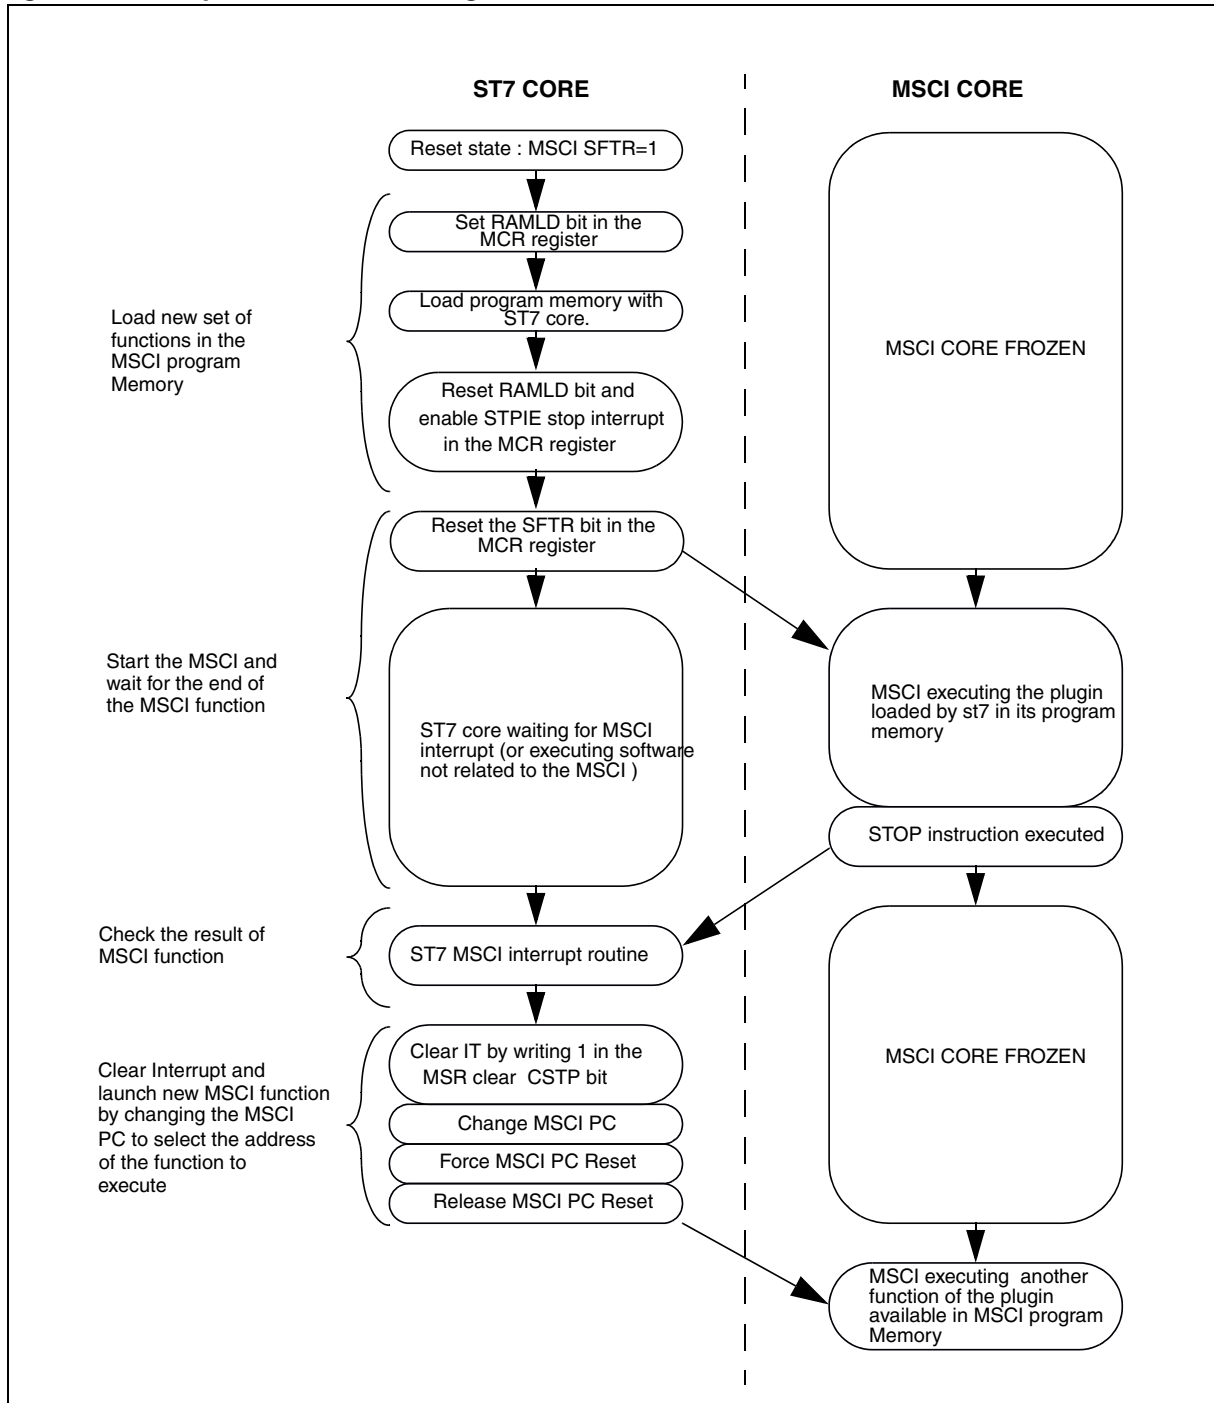 ST7 CORE
MSCI CORE
Reset state : MSCI SFTR=1
Set RAMLD bit in the
MCR register
Load program memory with
ST7 core.
Load new set of
functions in the
MSCI program
Memory
MSCI CORE FROZEN
Reset RAMLD bit and
enable STPIE stop interrupt
in the MCR register
Reset the SFTR bit in the
MCR register
Start the MSCI and
wait for the end of
the MSCI function
MSCI executing the plugin
loaded by st7 in its program
memory
ST7 core waiting for MSCI
interrupt (or executing software
not related to the MSCI )
STOP instruction executed
Check the result of
MSCI function
ST7 MSCI interrupt routine
Clear IT by writing 1 in the
MSR clear CSTP bit
MSCI CORE FROZEN
Clear Interrupt and
launch new MSCI function
by changing the MSCI
PC to select the address
of the function to
execute
Change MSCI PC
Force MSCI PC Reset
Release MSCI PC Reset
MSCI executing another
function of the plugin
available in MSCI program
Memory